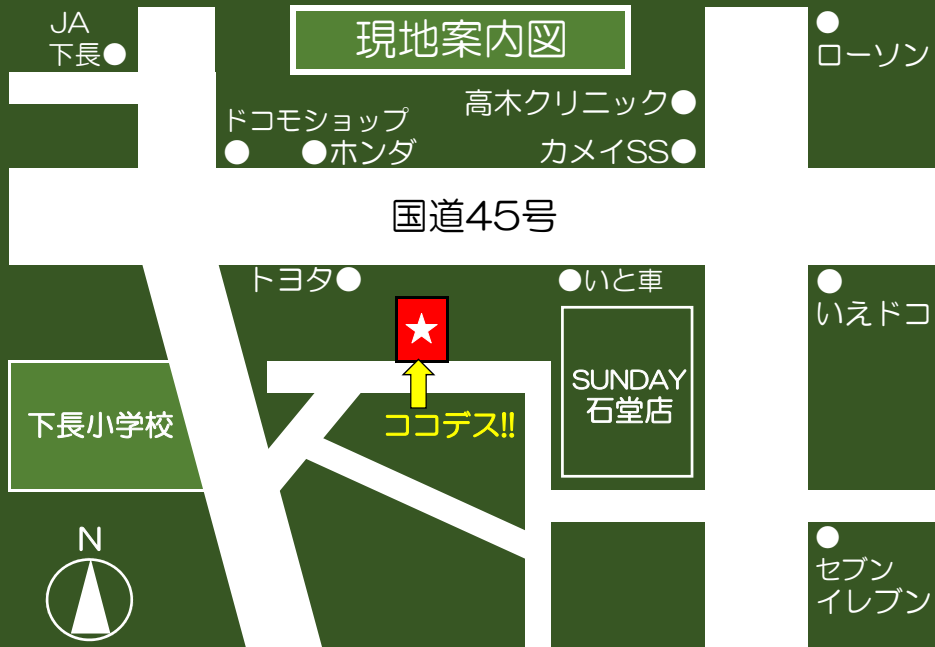 現地案内図
JA
下長
ローソン
高木クリニック
ドコモショップ
ホンダ
カメイSS
国道45号
トヨタ
いと車
いえドコ
★
SUNDAY
石堂店
下長小学校
ココデス!!
N
セブン
イレブン